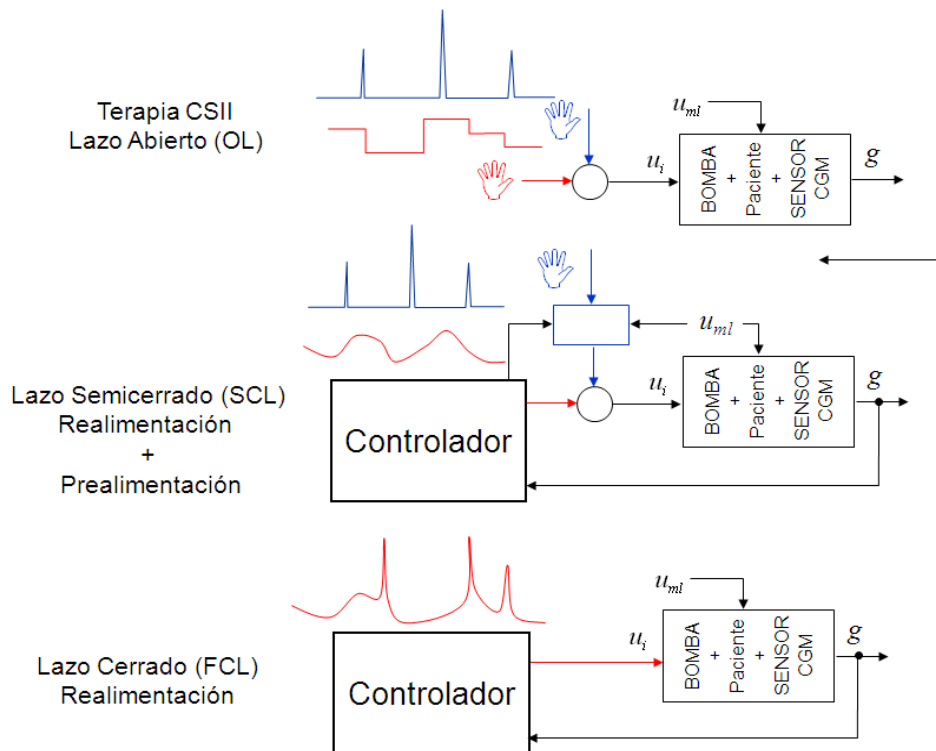 Terapia CSII
Lazo Abierto (OL)
u_ml
u_i
BOMBA
+
Paciente
+
SENSOR
CGM
g
Lazo Semicerrado (SCL)
Realimentación
+
Prealimentación
Controlador
u_ml
u_i
BOMBA
+
Paciente
+
SENSOR
CGM
g
Lazo Cerrado (FCL)
Realimentación
Controlador
u_ml
u_i
BOMBA
+
Paciente
+
SENSOR
CGM
g